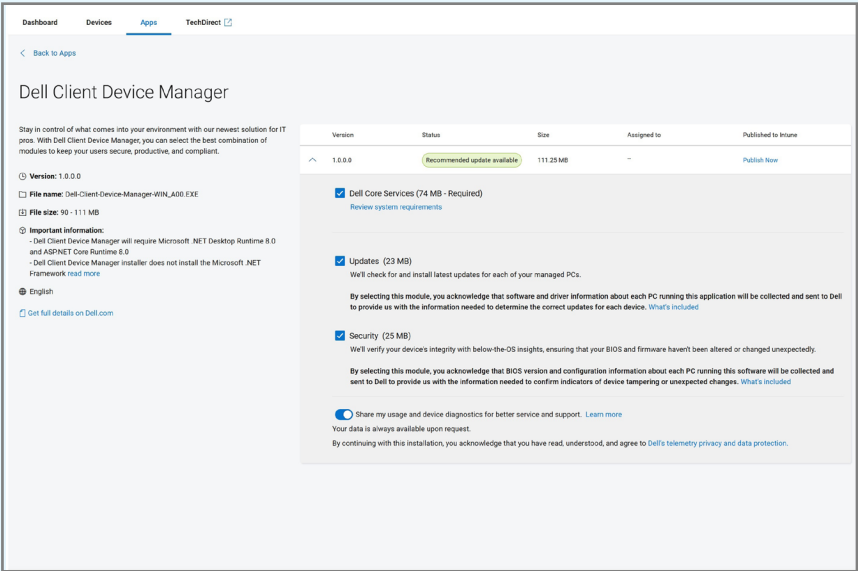 Dashboard Devices Apps TechDirect
Back to Apps
Dell Client Device Manager
Stay in control of what comes into your environment with our newest solution for IT
pros. With Dell Client Device Manager, you can select the best combination of
modules to keep your users secure, productive, and compliant.
Version: 1.0.0.0
File name: Dell-Client-Device-Manager-WIN_A00.EXE
File size: 90 - 111 MB
Important information:
- Dell Client Device Manager will require Microsoft .NET Desktop Runtime 8.0
and ASP.NET Core Runtime 8.0
- Dell Client Device Manager installer does not install the Microsoft .NET
Framework read more
English
Get full details on Dell.com
Version Status Size Assigned to Published to Intune
1.0.0.0 Recommended update available 111.25 MB - Publish Now
Dell Core Services (74 MB - Required)
Review system requirements
Updates (23 MB)
We'll check for and install latest updates for each of your managed PCs.
By selecting this module, you acknowledge that software and driver information about each PC running this application will be collected and sent to Dell
to provide us with the information needed to determine the correct updates for each device. What's included
Security (25 MB)
We'll verify your device's integrity with below-the-OS insights, ensuring that your BIOS and firmware haven't been altered or changed unexpectedly.
By selecting this module, you acknowledge that BIOS version and configuration information about each PC running this software will be collected and
sent to Dell to provide us with the information needed to confirm indicators of device tampering or unexpected changes. What's included
Share my usage and device diagnostics for better service and support. Learn more
Your data is always available upon request.
By continuing with this installation, you acknowledge that you have read, understood, and agree to Dell's telemetry privacy and data protection.